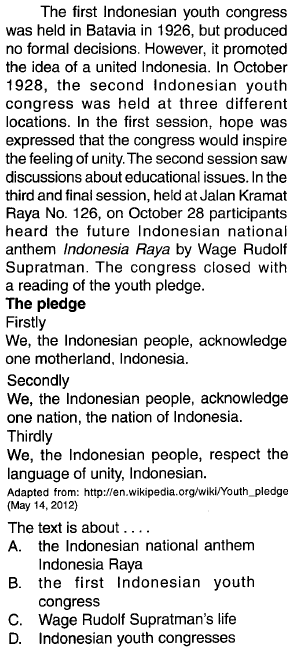 The first Indonesian youth congress
was held in Batavia in 1926, but produced
no formal decisions. However, it promoted
the idea of a united Indonesia. In October
1928, the second Indonesian youth
congress was held at three different
locations. In the first session, hope was
expressed that the congress would inspire
the feeling of unity. The second session saw
discussions about educational issues. In the
third and final session, held at Jalan Kramat
Raya No. 126, on October 28 participants
heard the future Indonesian national
anthem Indonesia Raya by Wage Rudolf
Supratman. The congress closed with
a reading of the youth pledge.
The pledge
Firstly
We, the Indonesian people, acknowledge
one motherland, Indonesia.
Secondly
We, the Indonesian people, acknowledge
one nation, the nation of Indonesia.
Thirdly
We, the Indonesian people, respect the
language of unity, Indonesian.
Adapted from: http://en.wikipedia.org/wiki/Youth_pledge
(May 14, 2012)
The text is about . . . .
A. the Indonesian national anthem
Indonesia Raya
B. the first Indonesian youth
congress
C. Wage Rudolf Supratman's life
D. Indonesian youth congresses